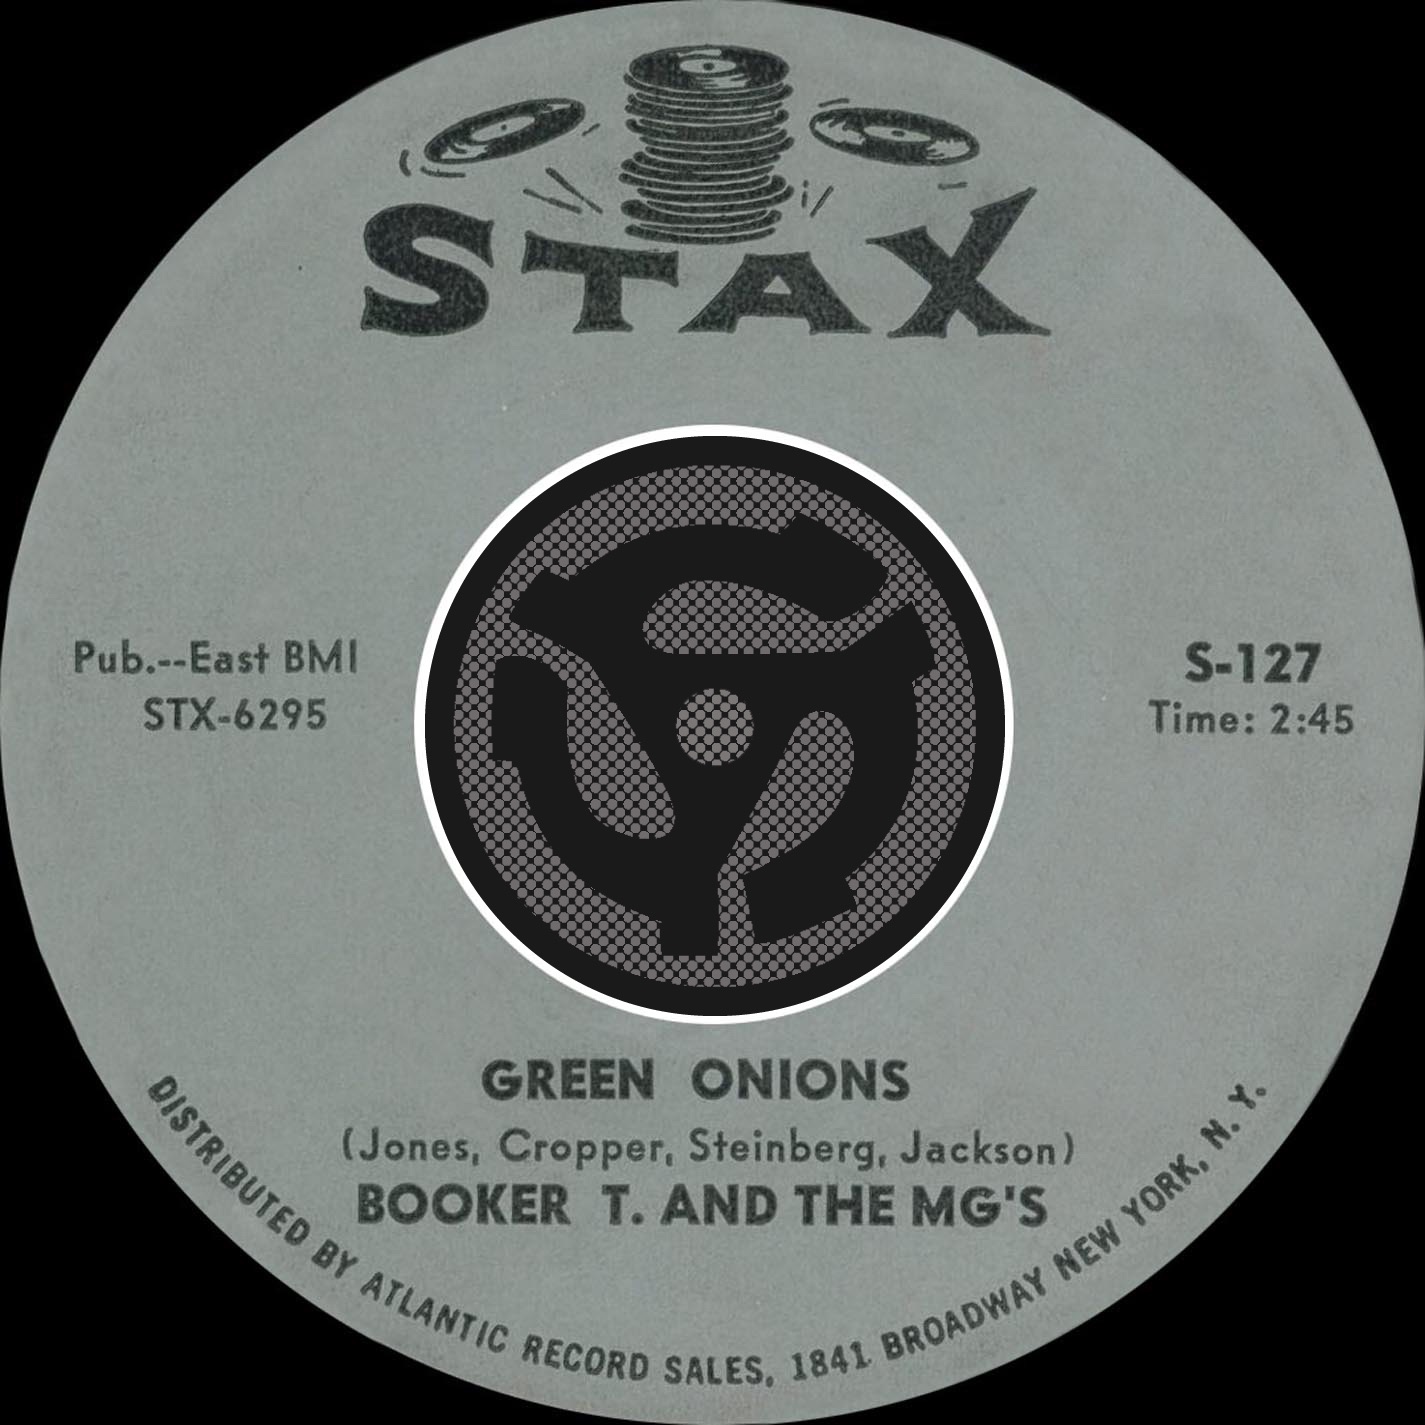 STAX
Pub.--East BMI
STX-6295
S-127
Time: 2:45
GREEN ONIONS
(Jones, Cropper, Steinberg, Jackson)
BOOKER T. AND THE MG'S
DISTRIBUTED BY ATLANTIC RECORD SALES, 1841 BROADWAY NEW YORK, N. Y.